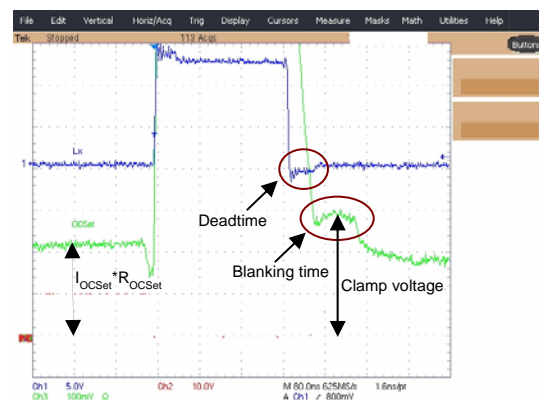 File Edit Vertical Horiz/Acq Trig Display Cursors Measure Masks Math Utilities Help
Tek Stopped 113 Acqs Buttons
Lx
1
OCSet
Deadtime
Blanking time
IOCSet*ROCSet
Clamp voltage
Ch1 5.0V Ch2 10.0V M 80.0ns 625MS/s 1.6ns/pt
Ch3 100mV Ω A Ch1 / 800mV